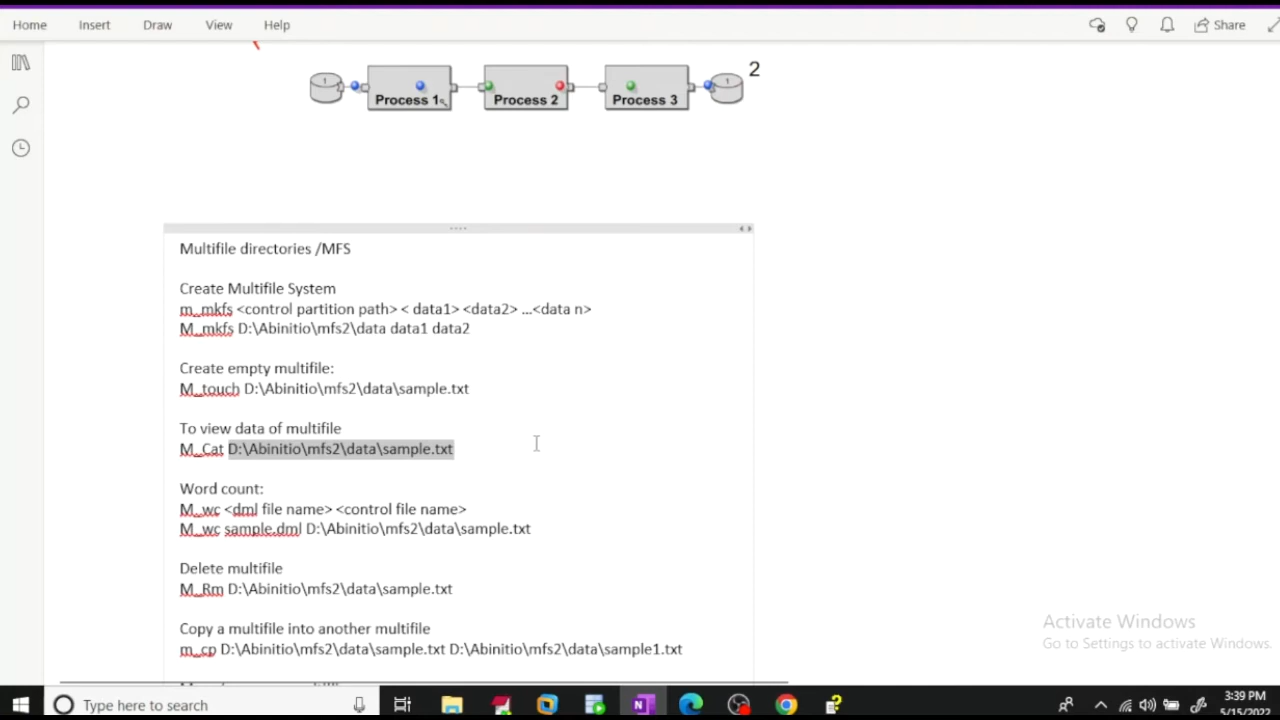 Home Insert Draw View Help Share
2
1 1
Process 1 Process 2 Process 3
Multifile directories /MFS
Create Multifile System
m_mkfs <control partition path> < data1> <data2> ...<data n>
M_mkfs D:\Abinitio\mfs2\data data1 data2
Create empty multifile:
M_touch D:\Abinitio\mfs2\data\sample.txt
To view data of multifile
M_Cat D:\Abinitio\mfs2\data\sample.txt
Word count:
M_wc <dml file name> <control file name>
M_wc sample.dml D:\Abinitio\mfs2\data\sample.txt
Delete multifile
M_Rm D:\Abinitio\mfs2\data\sample.txt
Copy a multifile into another multifile
m_cp D:\Abinitio\mfs2\data\sample.txt D:\Abinitio\mfs2\data\sample1.txt
Activate Windows
Go to Settings to activate Windows.
Type here to search
3:39 PM
5/15/2022